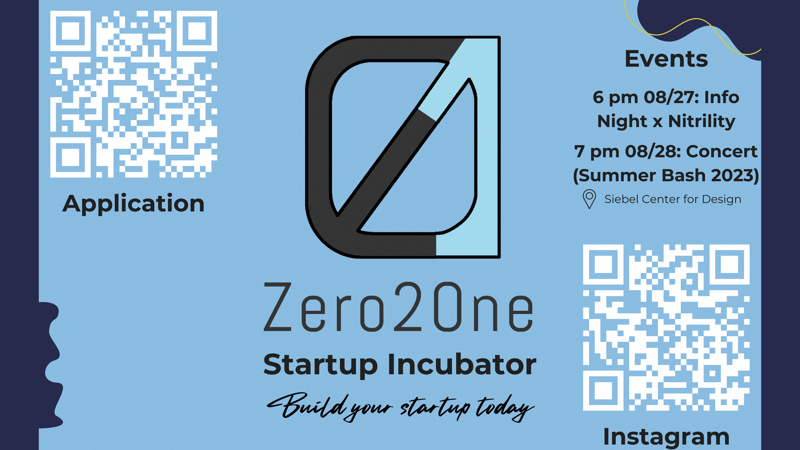 Application
Zero2One
Startup Incubator
Build your startup today
Events
6 pm 08/27: Info
Night x Nitrility
7 pm 08/28: Concert
(Summer Bash 2023)
Siebel Center for Design
Instagram